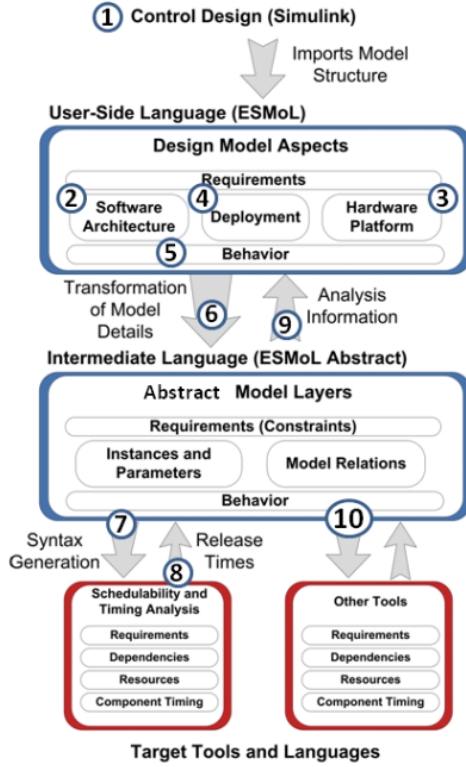 1 Control Design (Simulink)
Imports Model
Structure
User-Side Language (ESMoL)
Design Model Aspects
Requirements
2 Software
Architecture
4 Deployment
Hardware
Platform 3
5 Behavior
Transformation
of Model
Details
6
9
Analysis
Information
Intermediate Language (ESMoL Abstract)
Abstract Model Layers
Requirements (Constraints)
Instances and
Parameters
Model Relations
Behavior
7
10
Syntax
Generation
8
Release
Times
Schedulability and
Timing Analysis
Requirements
Dependencies
Resources
Component Timing
Other Tools
Requirements
Dependencies
Resources
Component Timing
Target Tools and Languages